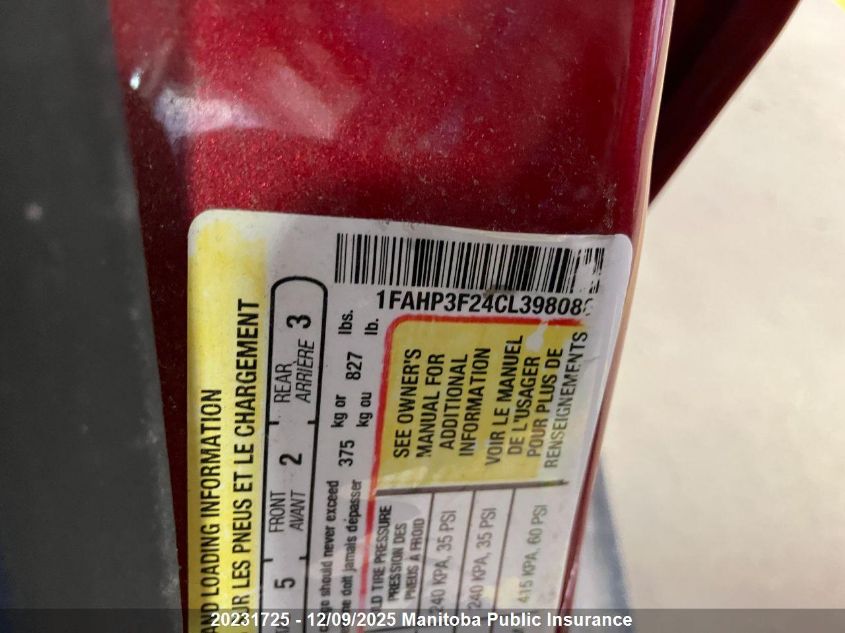 1FAHP3F24CL39808
AND LOADING INFORMATION
SUR LES PNEUS ET LE CHARGEMENT
5
FRONT
AVANT
2
REAR
ARRIÈRE
3
should never exceed 375 kg or 827 lbs.
ne doit jamais dépasser kg ou lb.
TIRE PRESSURE
PRESSION DES
PNEUS À FROID
240 KPA, 35 PSI
240 KPA, 35 PSI
415 KPA, 60 PSI
SEE OWNER'S
MANUAL FOR
ADDITIONAL
INFORMATION
VOIR LE MANUEL
DE L'USAGER
POUR PLUS DE
RENSEIGNEMENTS
20231725 - 12/09/2025 Manitoba Public Insurance